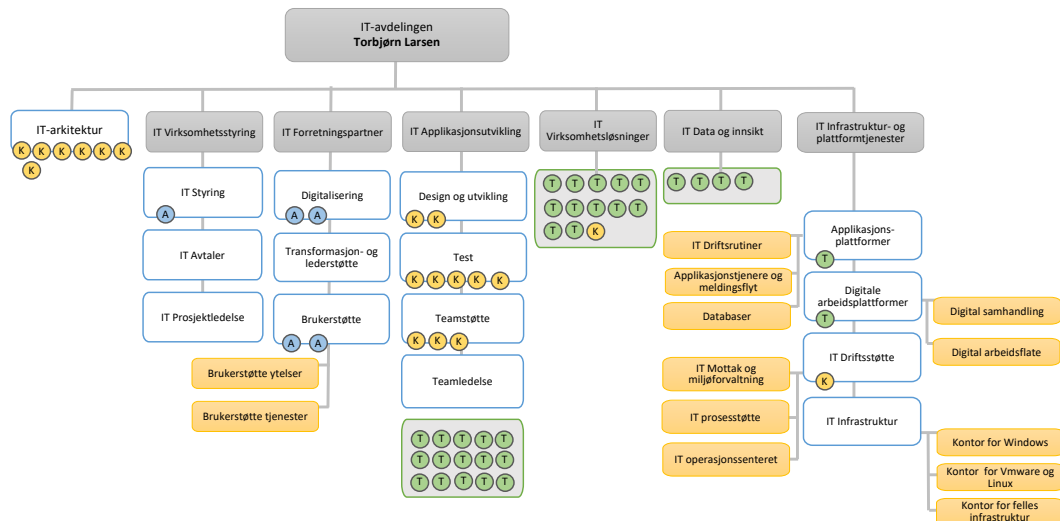 IT-avdelingen
Torbjørn Larsen
IT-arkitektur
K K K K K K
K
IT Virksomhetsstyring
IT Styring
A
IT Avtaler
IT Prosjektledelse
IT Forretningspartner
Digitalisering
A A
Transformasjon- og
lederstøtte
Brukerstøtte
A A
Brukerstøtte ytelser
Brukerstøtte tjenester
IT Applikasjonsutvikling
Design og utvikling
K K
Test
K K K K K
Teamstøtte
K K K
Teamledelse
T T T T T
T T T T T
T T T T T
IT
Virksomhetsløsninger
T T T T T
T T T T T
T T K
IT Data og innsikt
T T T T
IT Infrastruktur- og
plattformtjenester
Applikasjons-
plattformer
T
IT Driftsrutiner
Applikasjonstjenere og
meldingsflyt
Databaser
Digitale
arbeidsplattformer
T
Digital samhandling
Digital arbeidsflate
IT Driftsstøtte
K
IT Mottak og
miljøforvaltning
IT prosesstøtte
IT operasjonssenteret
IT Infrastruktur
Kontor for Windows
Kontor for Vmware og
Linux
Kontor for felles
infrastruktur